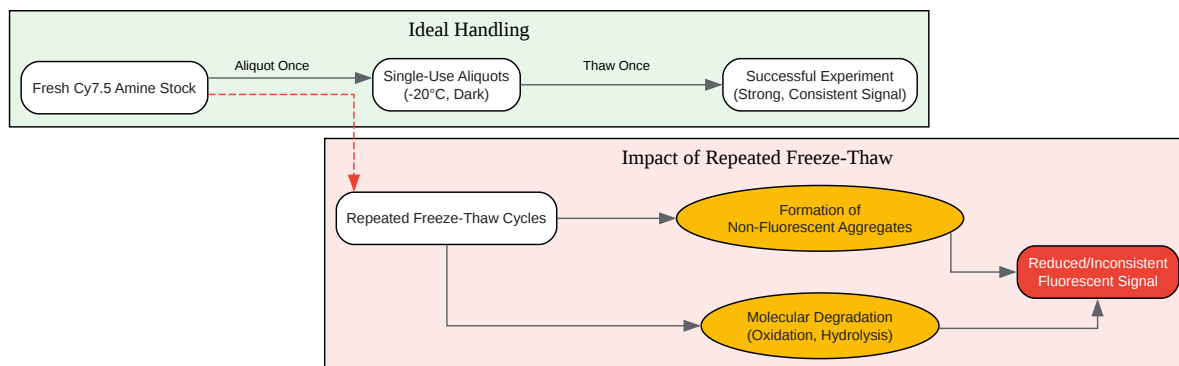 Ideal Handling
Fresh Cy7.5 Amine Stock
Aliquot Once
Single-Use Aliquots
(-20°C, Dark)
Thaw Once
Successful Experiment
(Strong, Consistent Signal)
Impact of Repeated Freeze-Thaw
Repeated Freeze-Thaw Cycles
Formation of
Non-Fluorescent Aggregates
Molecular Degradation
(Oxidation, Hydrolysis)
Reduced/Inconsistent
Fluorescent Signal